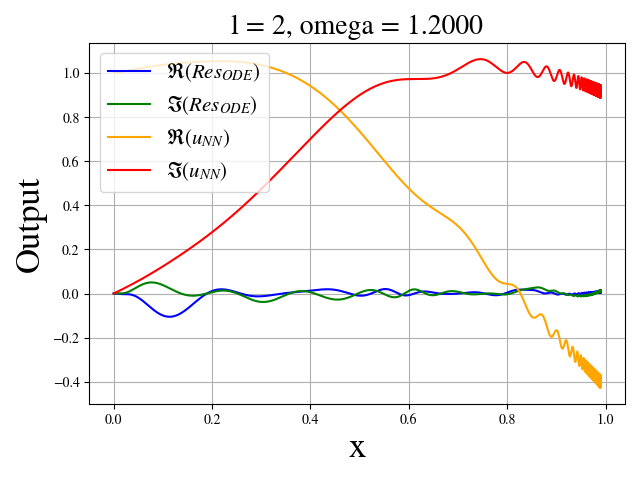 l = 2, omega = 1.2000
ℜ(Res_ODE)
ℑ(Res_ODE)
ℜ(u_NN)
ℑ(u_NN)
Output
1.0
0.8
0.6
0.4
0.2
0.0
−0.2
−0.4
0.0 0.2 0.4 0.6 0.8 1.0
x